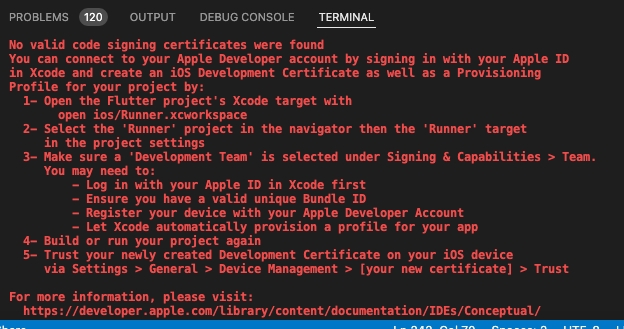 PROBLEMS 120 OUTPUT DEBUG CONSOLE TERMINAL
No valid code signing certificates were found
You can connect to your Apple Developer account by signing in with your Apple ID
in Xcode and create an iOS Development Certificate as well as a Provisioning
Profile for your project by:
1- Open the Flutter project's Xcode target with
open ios/Runner.xcworkspace
2- Select the 'Runner' project in the navigator then the 'Runner' target
in the project settings
3- Make sure a 'Development Team' is selected under Signing & Capabilities > Team.
You may need to:
- Log in with your Apple ID in Xcode first
- Ensure you have a valid unique Bundle ID
- Register your device with your Apple Developer Account
- Let Xcode automatically provision a profile for your app
4- Build or run your project again
5- Trust your newly created Development Certificate on your iOS device
via Settings > General > Device Management > [your new certificate] > Trust
For more information, please visit:
https://developer.apple.com/library/content/documentation/IDEs/Conceptual/